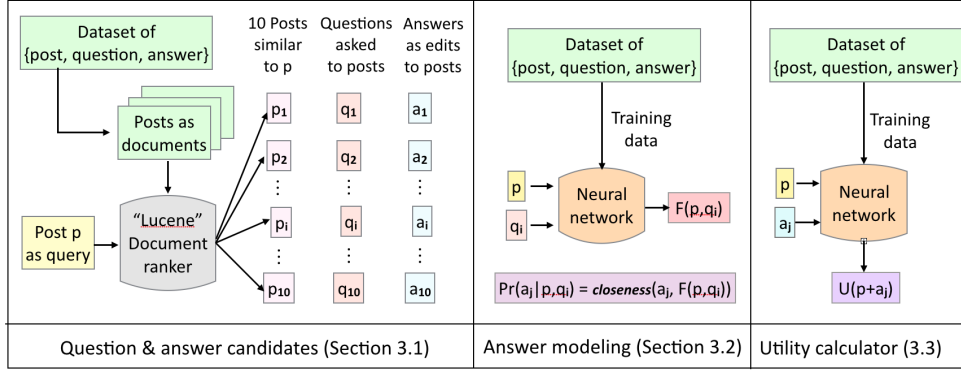 Dataset of
{post, question, answer}
Posts as
documents
"Lucene"
Document
ranker
Post p
as query
10 Posts
similar
to p
Questions
asked
to posts
Answers
as edits
to posts
p1 q1 a1
p2 q2 a2
⋮ ⋮ ⋮
pi qi ai
⋮ ⋮ ⋮
p10 q10 a10
Question & answer candidates (Section 3.1)
Dataset of
{post, question, answer}
Training
data
p
qi
Neural
network
F(p,qi)
Pr(aj|p,qi) = closeness(aj, F(p,qi))
Answer modeling (Section 3.2)
Dataset of
{post, question, answer}
Training
data
p
aj
Neural
network
U(p+aj)
Utility calculator (3.3)